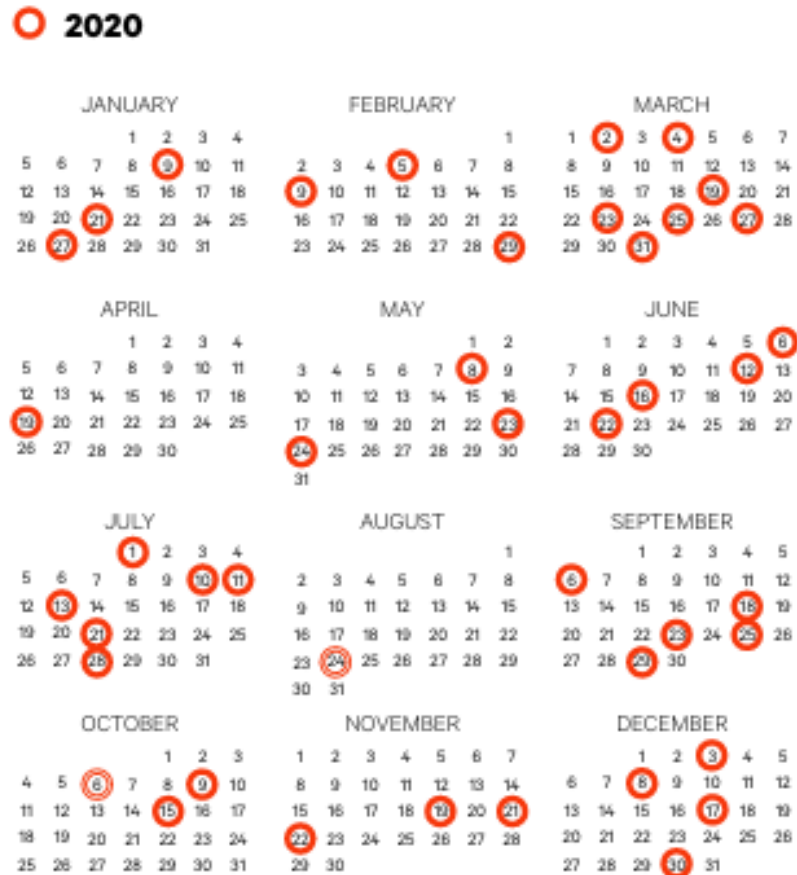 2020
JANUARY FEBRUARY MARCH
1 2 3 4 1 1 2 3 4 5 6 7
5 6 7 8 9 10 11 2 3 4 5 6 7 8 8 9 10 11 12 13 14
12 13 14 15 16 17 18 9 10 11 12 13 14 15 15 16 17 18 19 20 21
19 20 21 22 23 24 25 16 17 18 19 20 21 22 22 23 24 25 26 27 28
26 27 28 29 30 31 23 24 25 26 27 28 29 29 30 31
APRIL MAY JUNE
1 2 3 4 1 2 1 2 3 4 5 6
5 6 7 8 9 10 11 3 4 5 6 7 8 9 7 8 9 10 11 12 13
12 13 14 15 16 17 18 10 11 12 13 14 15 16 14 15 16 17 18 19 20
19 20 21 22 23 24 25 17 18 19 20 21 22 23 21 22 23 24 25 26 27
26 27 28 29 30 24 25 26 27 28 29 30 28 29 30
31
JULY AUGUST SEPTEMBER
1 2 3 4 1 1 2 3 4 5
5 6 7 8 9 10 11 2 3 4 5 6 7 8 6 7 8 9 10 11 12
12 13 14 15 16 17 18 9 10 11 12 13 14 15 13 14 15 16 17 18 19
19 20 21 22 23 24 25 16 17 18 19 20 21 22 20 21 22 23 24 25 26
26 27 28 29 30 31 23 24 25 26 27 28 29 27 28 29 30
30 31
OCTOBER NOVEMBER DECEMBER
1 2 3 1 2 3 4 5 6 7 1 2 3 4 5
4 5 6 7 8 9 10 8 9 10 11 12 13 14 6 7 8 9 10 11 12
11 12 13 14 15 16 17 15 16 17 18 19 20 21 13 14 15 16 17 18 19
18 19 20 21 22 23 24 22 23 24 25 26 27 28 20 21 22 23 24 25 26
25 26 27 28 29 30 31 29 30 27 28 29 30 31